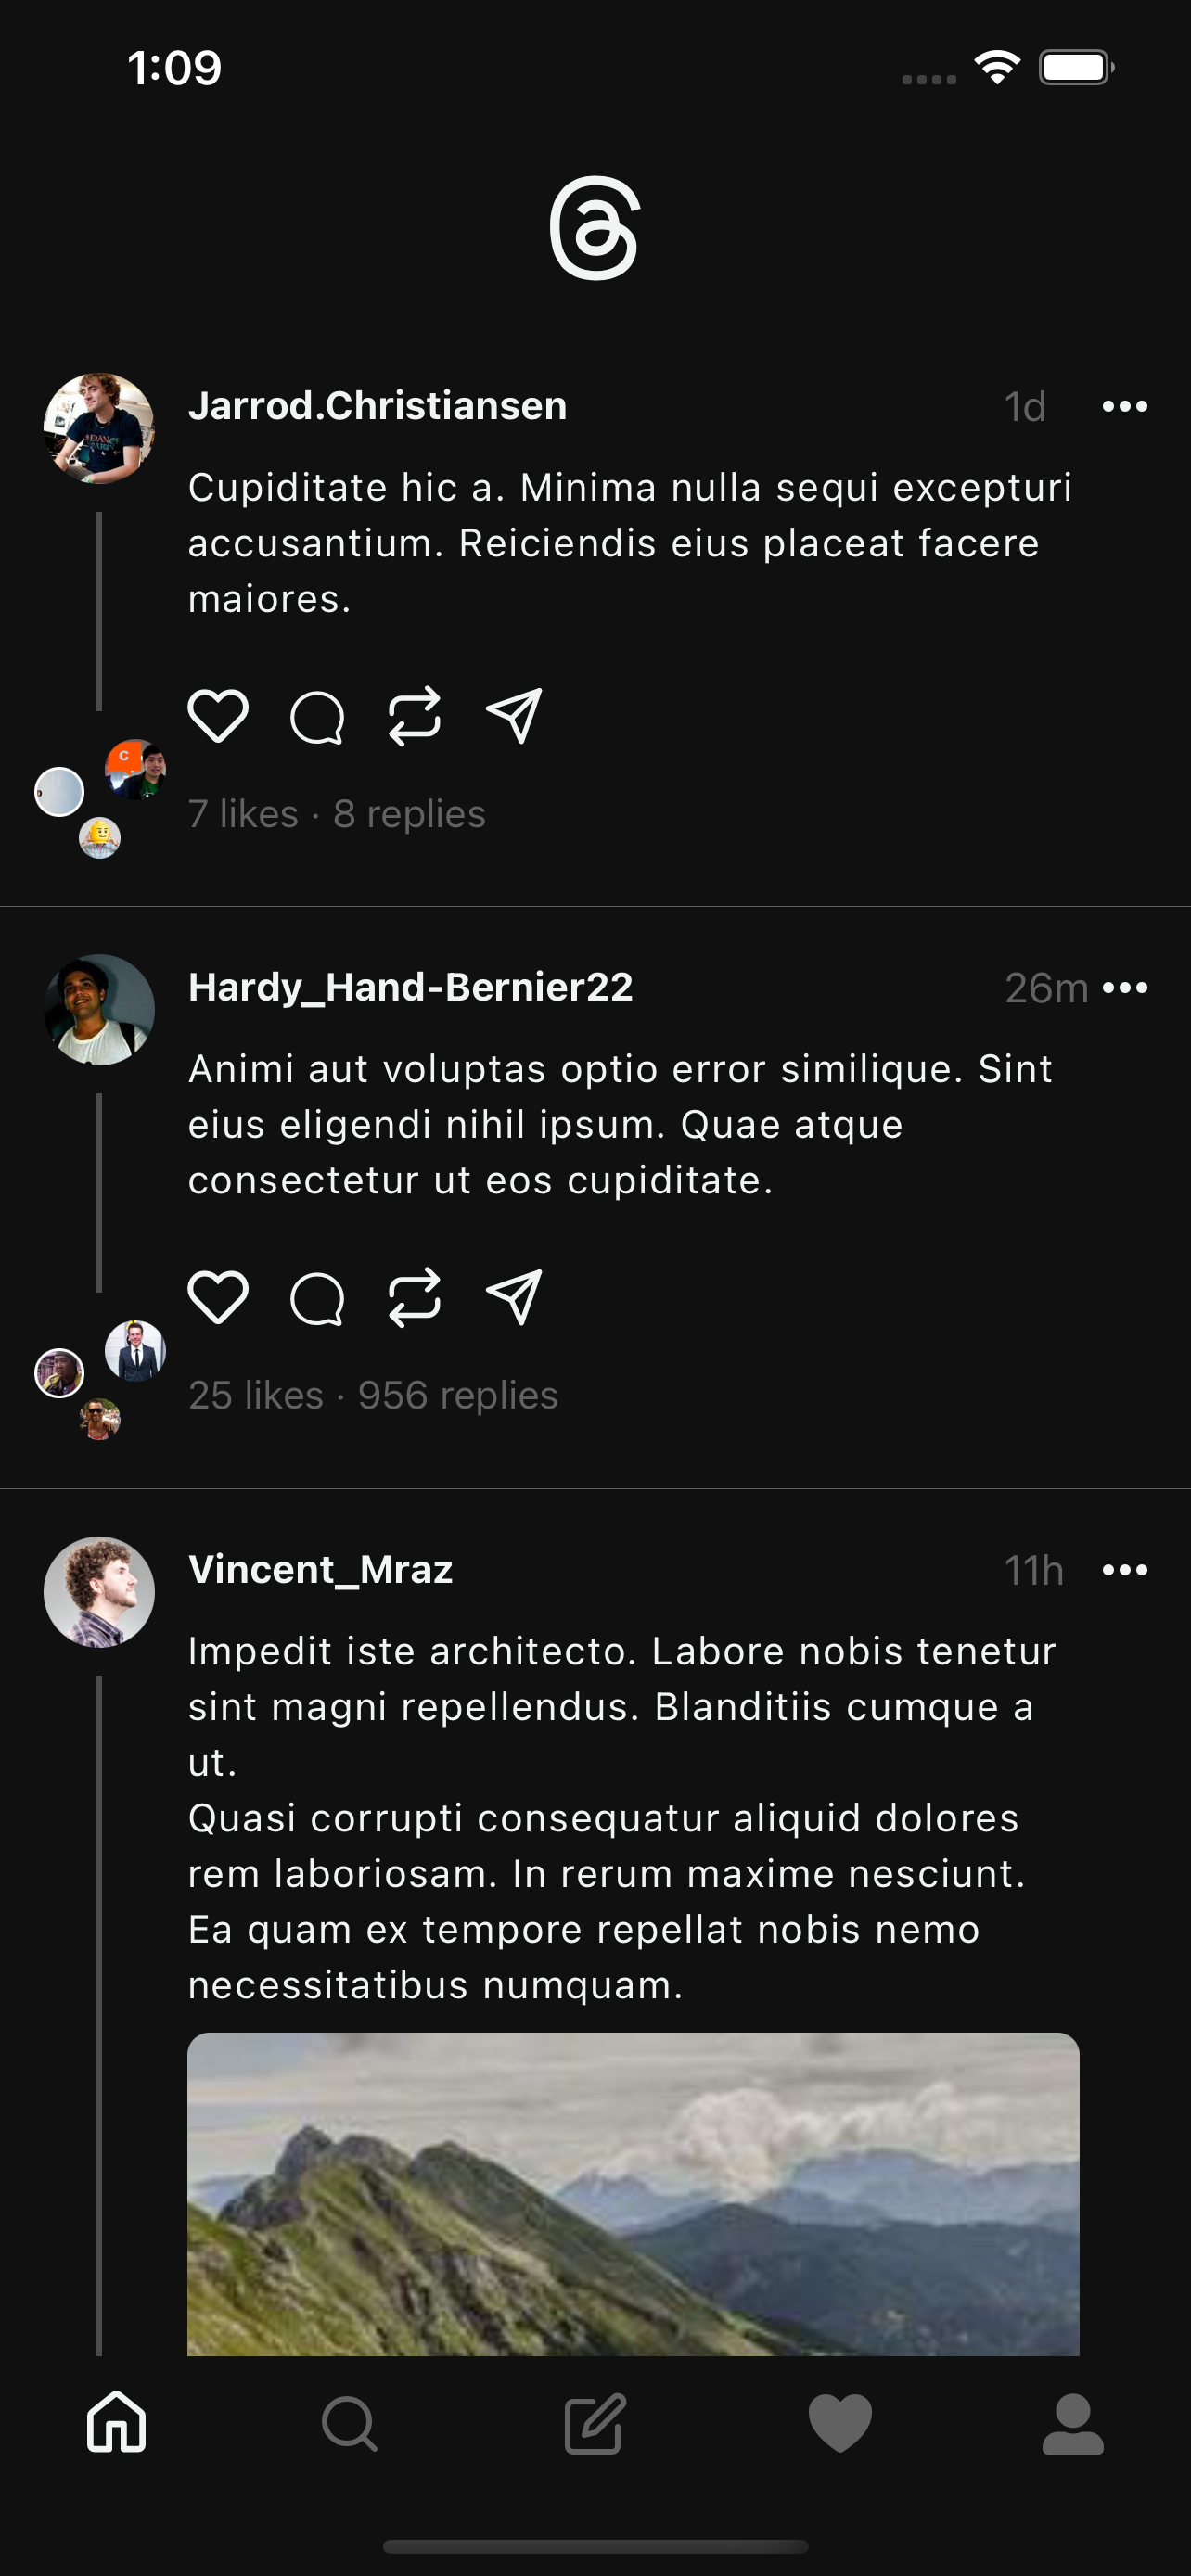 1:09
Jarrod.Christiansen 1d
Cupiditate hic a. Minima nulla sequi excepturi
accusantium. Reiciendis eius placeat facere
maiores.
C
7 likes · 8 replies
Hardy_Hand-Bernier22 26m
Animi aut voluptas optio error similique. Sint
eius eligendi nihil ipsum. Quae atque
consectetur ut eos cupiditate.
25 likes · 956 replies
Vincent_Mraz 11h
Impedit iste architecto. Labore nobis tenetur
sint magni repellendus. Blanditiis cumque a
ut.
Quasi corrupti consequatur aliquid dolores
rem laboriosam. In rerum maxime nesciunt.
Ea quam ex tempore repellat nobis nemo
necessitatibus numquam.